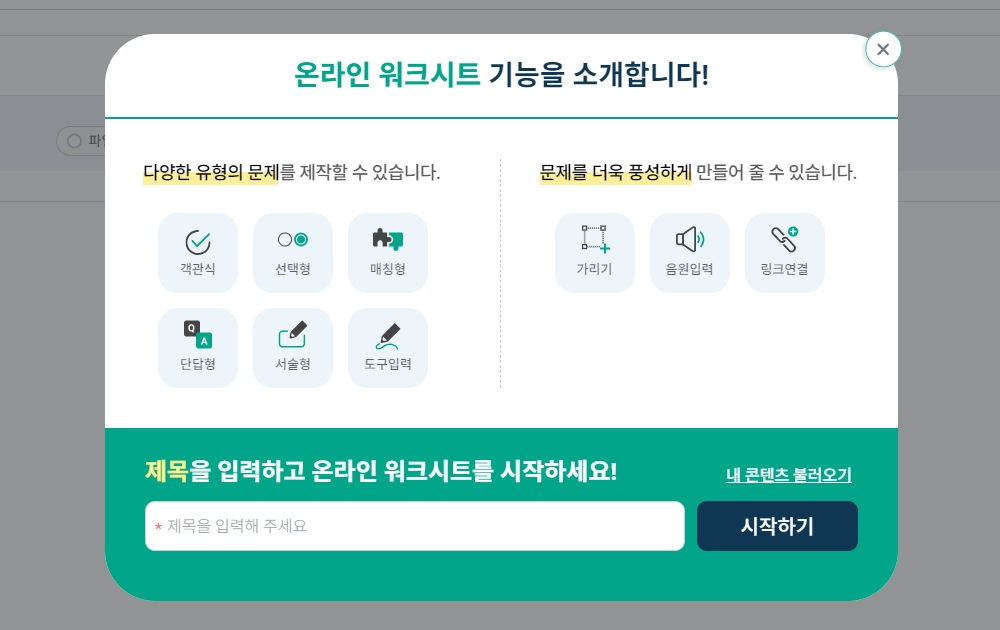 온라인 워크시트 기능을 소개합니다!
다양한 유형의 문제를 제작할 수 있습니다.
객관식
선택형
매칭형
Q
A
단답형
서술형
도구입력
문제를 더욱 풍성하게 만들어 줄 수 있습니다.
가리기
음원입력
링크연결
제목을 입력하고 온라인 워크시트를 시작하세요!
내 콘텐츠 불러오기
* 제목을 입력해 주세요
시작하기